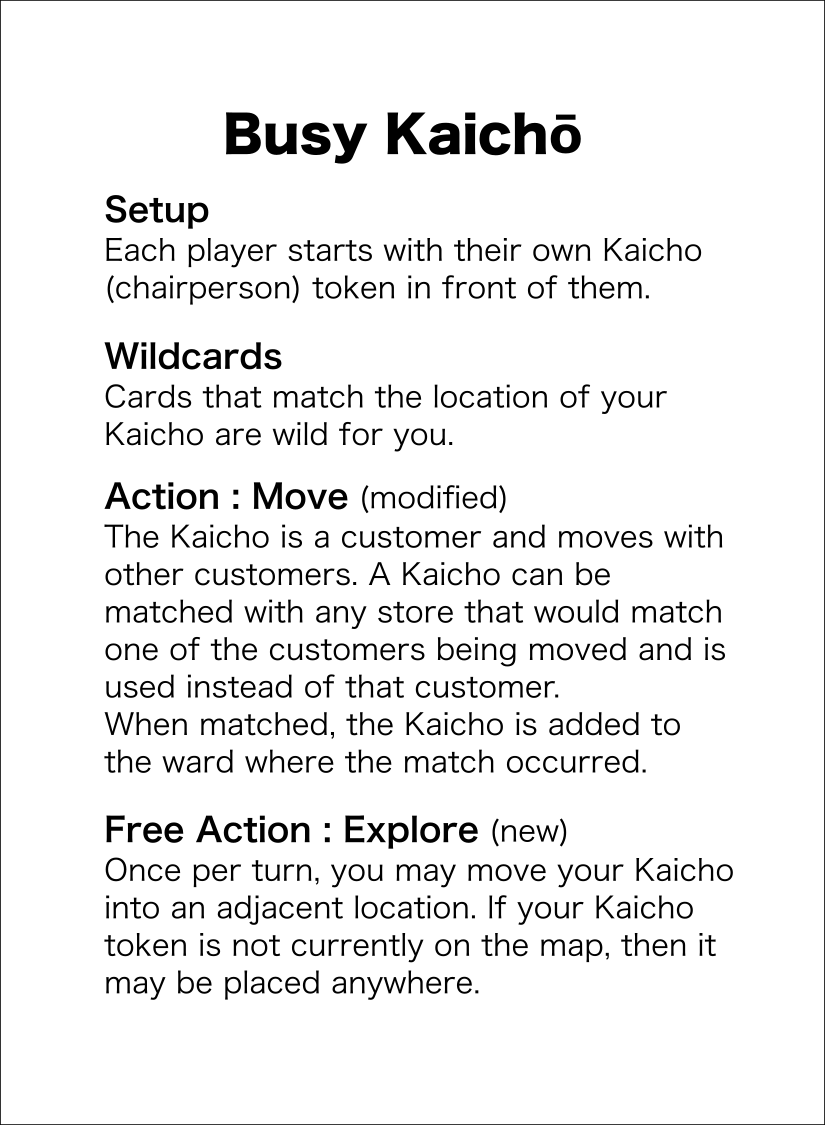 Busy Kaichō
Setup
Each player starts with their own Kaicho
(chairperson) token in front of them.
Wildcards
Cards that match the location of your
Kaicho are wild for you.
Action : Move (modified)
The Kaicho is a customer and moves with
other customers. A Kaicho can be
matched with any store that would match
one of the customers being moved and is
used instead of that customer.
When matched, the Kaicho is added to
the ward where the match occurred.
Free Action : Explore (new)
Once per turn, you may move your Kaicho
into an adjacent location. If your Kaicho
token is not currently on the map, then it
may be placed anywhere.